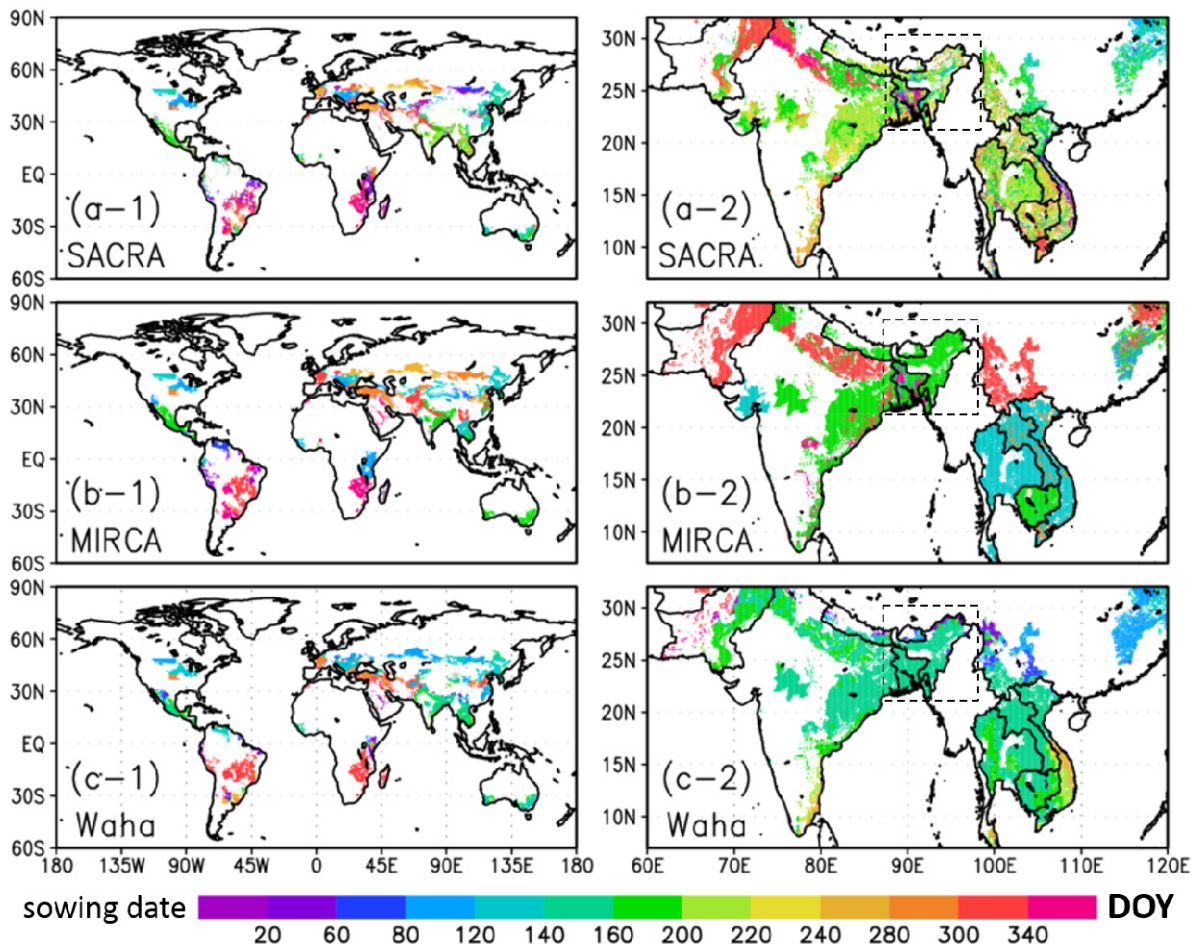 90N
60N
30N
EQ
30S
60S
(a-1)
SACRA
30N
25N
20N
15N
10N
(a-2)
SACRA
90N
60N
30N
EQ
30S
60S
(b-1)
MIRCA
30N
25N
20N
15N
10N
(b-2)
MIRCA
90N
60N
30N
EQ
30S
60S
(c-1)
Waha
180 135W 90W 45W 0 45E 90E 135E 180
30N
25N
20N
15N
10N
(c-2)
Waha
60E 70E 80E 90E 100E 110E 120E
sowing date DOY
20 60 80 120 140 160 200 220 240 280 300 340